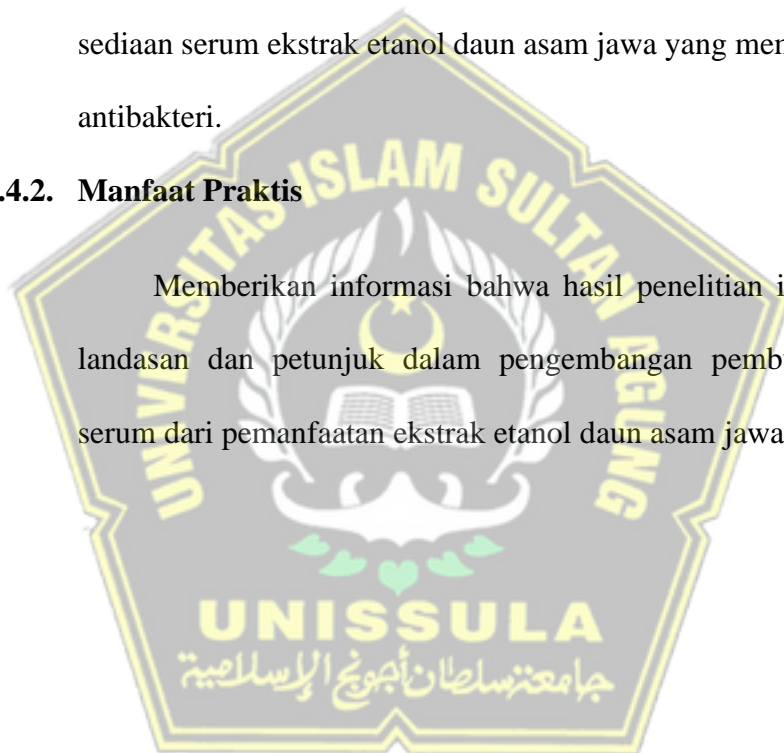 sediaan serum ekstrak etanol daun asam jawa yang
antibakteri.
.4.2. Manfaat Praktis
Memberikan informasi bahwa hasil penelitian
landasan dan petunjuk dalam pengembangan
serum dari pemanfaatan ekstrak etanol daun asam jawa
UNIVERSITAS ISLAM SULTAN AGUNG
UNISSULA
جامعة سلطان أجونج الإسلامية